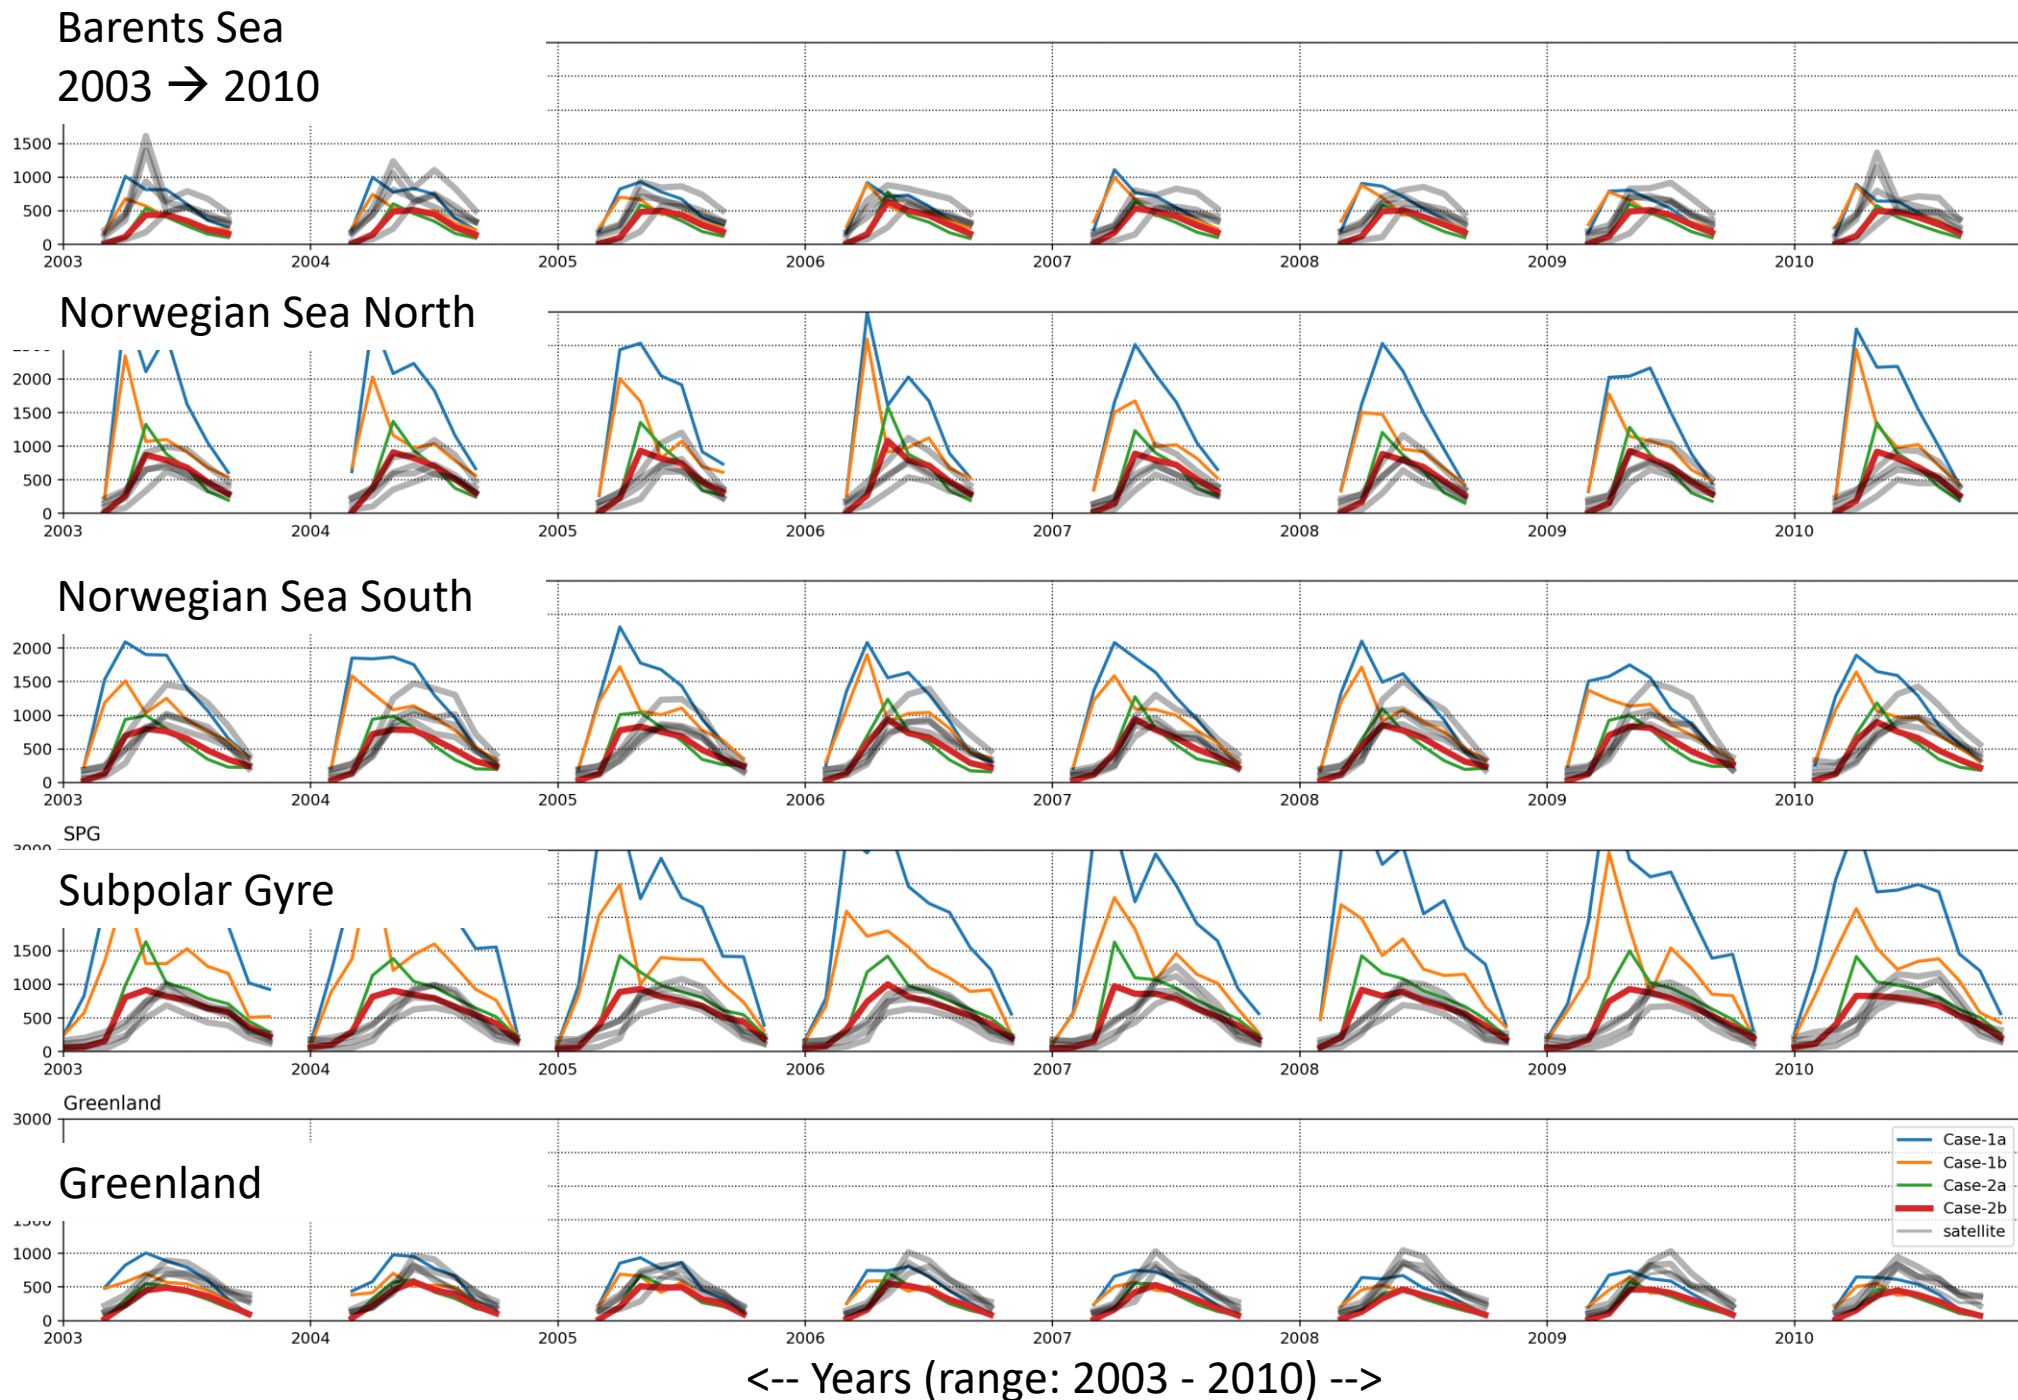 Barents Sea
2003 → 2010
1500
1000
500
0
2003 2004 2005 2006 2007 2008 2009 2010
Norwegian Sea North
2000
1500
1000
500
0
2003 2004 2005 2006 2007 2008 2009 2010
Norwegian Sea South
2000
1500
1000
500
0
2003 2004 2005 2006 2007 2008 2009 2010
SPG
3000
Subpolar Gyre
1500
1000
500
0
2003 2004 2005 2006 2007 2008 2009 2010
Greenland
3000
Case-1a
Case-1b
Case-2a
Case-2b
satellite
Greenland
1500
1000
500
0
2003 2004 2005 2006 2007 2008 2009 2010
<-- Years (range: 2003 - 2010) -->